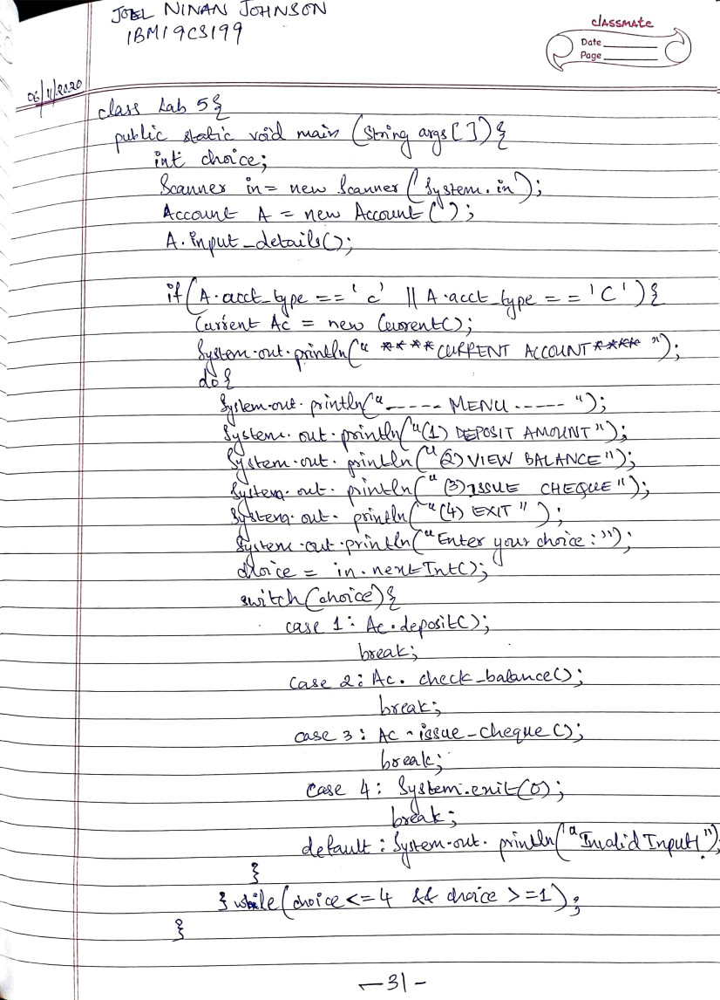 JOEL NINAN JOHNSON
1BM19CS199
classmate
Date
Page
06/11/2020
class Lab 5{
public static void main (String args[]){
int choice;
Scanner in = new Scanner (System.in);
Account A = new Account();
A.input_details();
if(A.acct_type == 'c' || A.acct_type == 'C'){
Current Ac = new Current();
System.out.println("****CURRENT ACCOUNT****");
do{
System.out.println("-----MENU-----");
System.out.println("(1) DEPOSIT AMOUNT");
System.out.println("(2) VIEW BALANCE");
System.out.println("(3) ISSUE CHEQUE");
System.out.println("(4) EXIT");
System.out.println("Enter your choice:");
choice = in.nextInt();
switch(choice){
case 1: Ac.deposit();
break;
case 2: Ac.check_balance();
break;
case 3: Ac.issue_cheque();
break;
case 4: System.exit(0);
break;
default: System.out.println("Invalid Input!");
}
}while(choice<=4 && choice >=1);
}
-31-